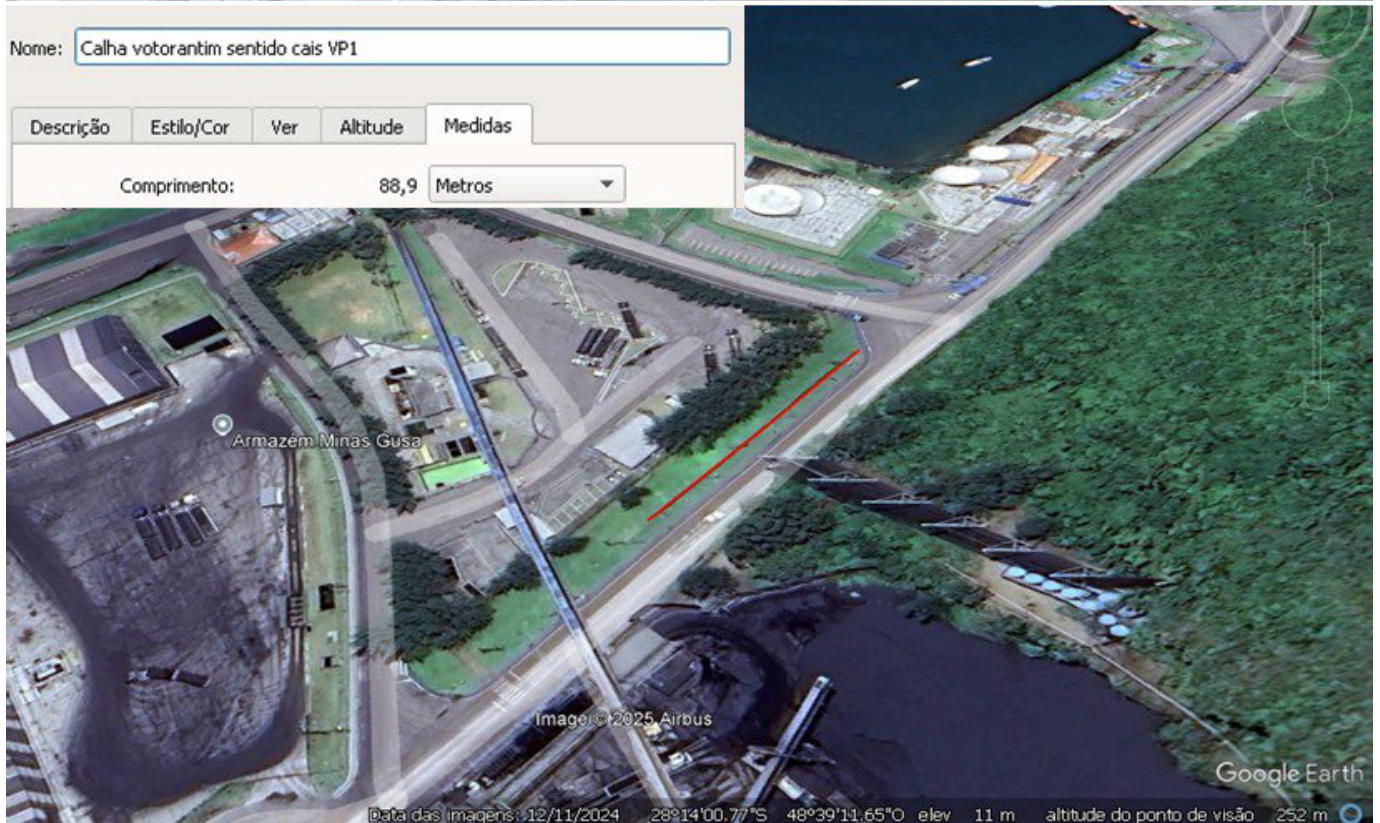 Nome: Calha votorantim sentido cais VP1
Descrição Estilo/Cor Ver Altitude Medidas
Comprimento: 88,9 Metros
Armazém Minas Gusa
Image © 2025 Airbus
Google Earth
Data das imagens: 12/11/2024 28°14'00.77"S 48°39'11.65"O elev 11 m altitude do ponto de visão 252 m